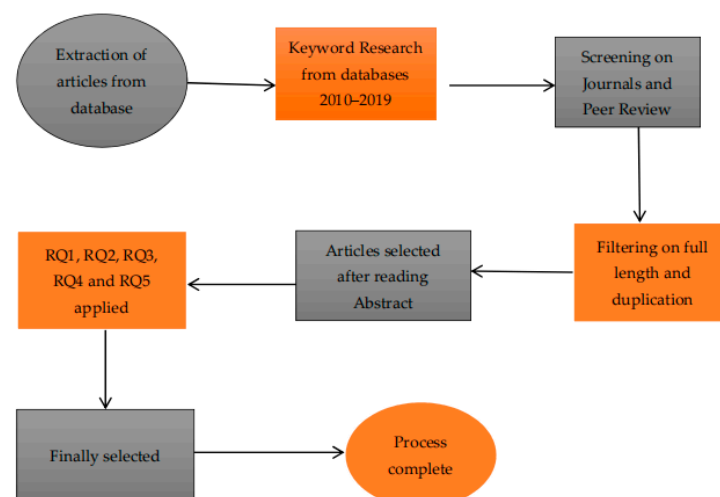 Extraction of
articles from
database
Keyword Research
from databases
2010–2019
Screening on
Journals and
Peer Review
Filtering on full
length and
duplication
Articles selected
after reading
Abstract
RQ1, RQ2, RQ3,
RQ4 and RQ5
applied
Finally selected
Process
complete